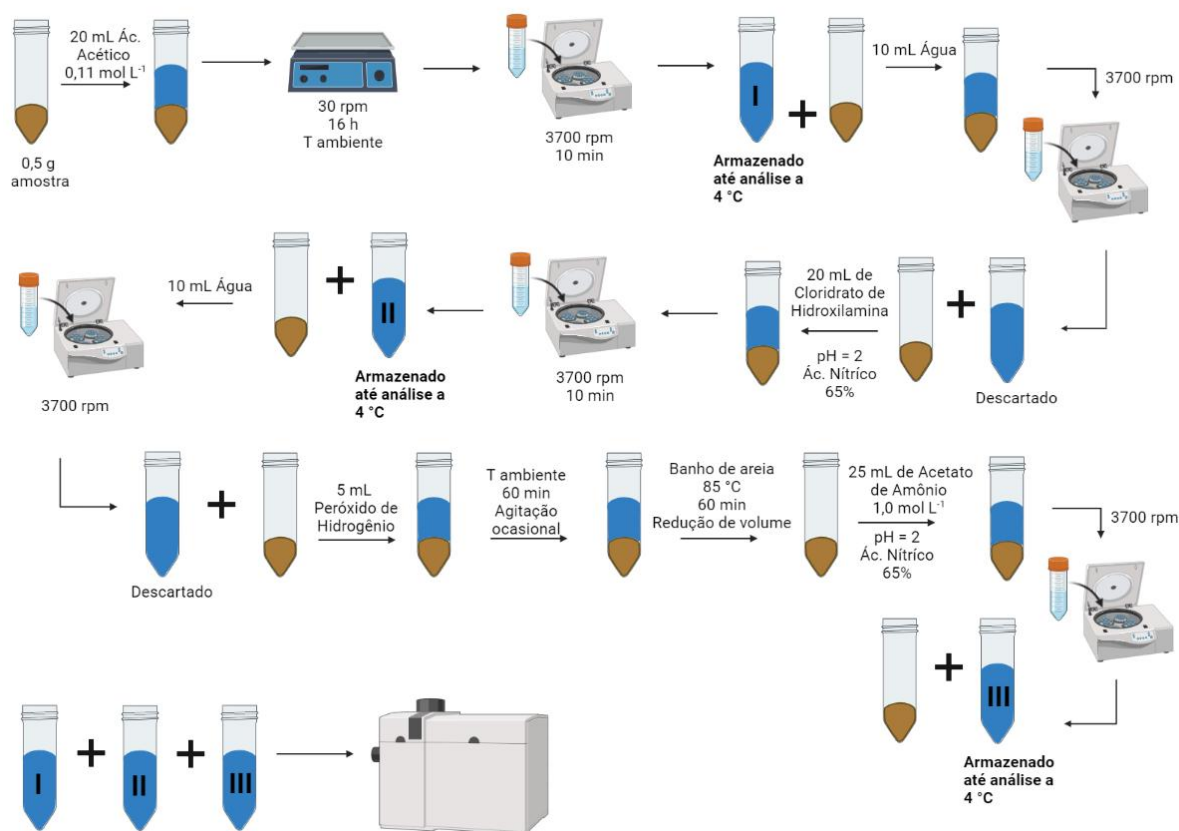 20 mL Ác.
Acético
0,11 mol L⁻¹
0,5 g
amostra
30 rpm
16 h
T ambiente
3700 rpm
10 min
I
Armazenado
até análise a
4 °C
10 mL Água
3700 rpm
20 mL de
Cloridrato de
Hidroxilamina
pH = 2
Ác. Nitríco
65%
Descartado
3700 rpm
10 min
II
Armazenado
até análise a
4 °C
10 mL Água
3700 rpm
Descartado
5 mL
Peróxido de
Hidrogênio
T ambiente
60 min
Agitação
ocasional
Banho de areia
85 °C
60 min
Redução de volume
25 mL de Acetato
de Amônio
1,0 mol L⁻¹
pH = 2
Ác. Nitríco
65%
3700 rpm
III
Armazenado
até análise a
4 °C
I
II
III